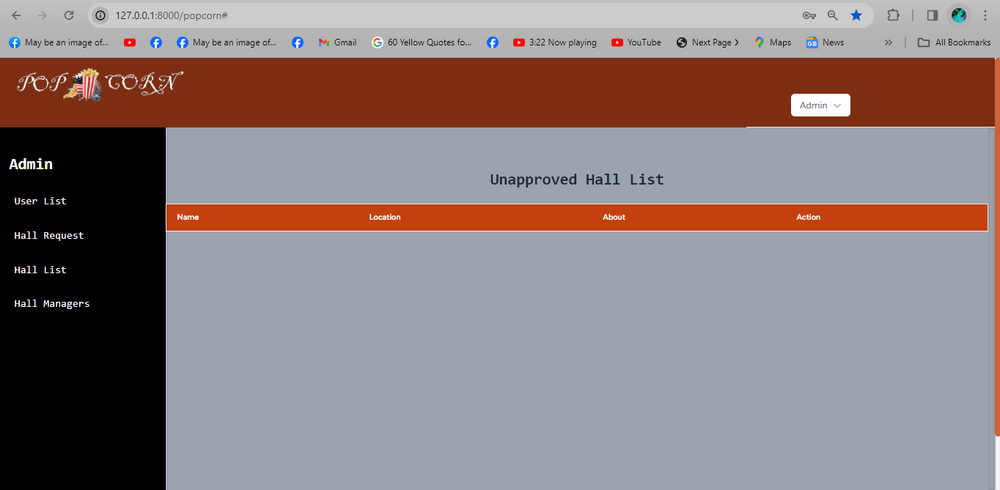 127.0.0.1:8000/popcorn#
May be an image of... May be an image of... Gmail 60 Yellow Quotes fo... 3:22 Now playing YouTube Next Page Maps News » All Bookmarks
POP CORN
Admin
Admin
User List
Hall Request
Hall List
Hall Managers
Unapproved Hall List
Name Location About Action